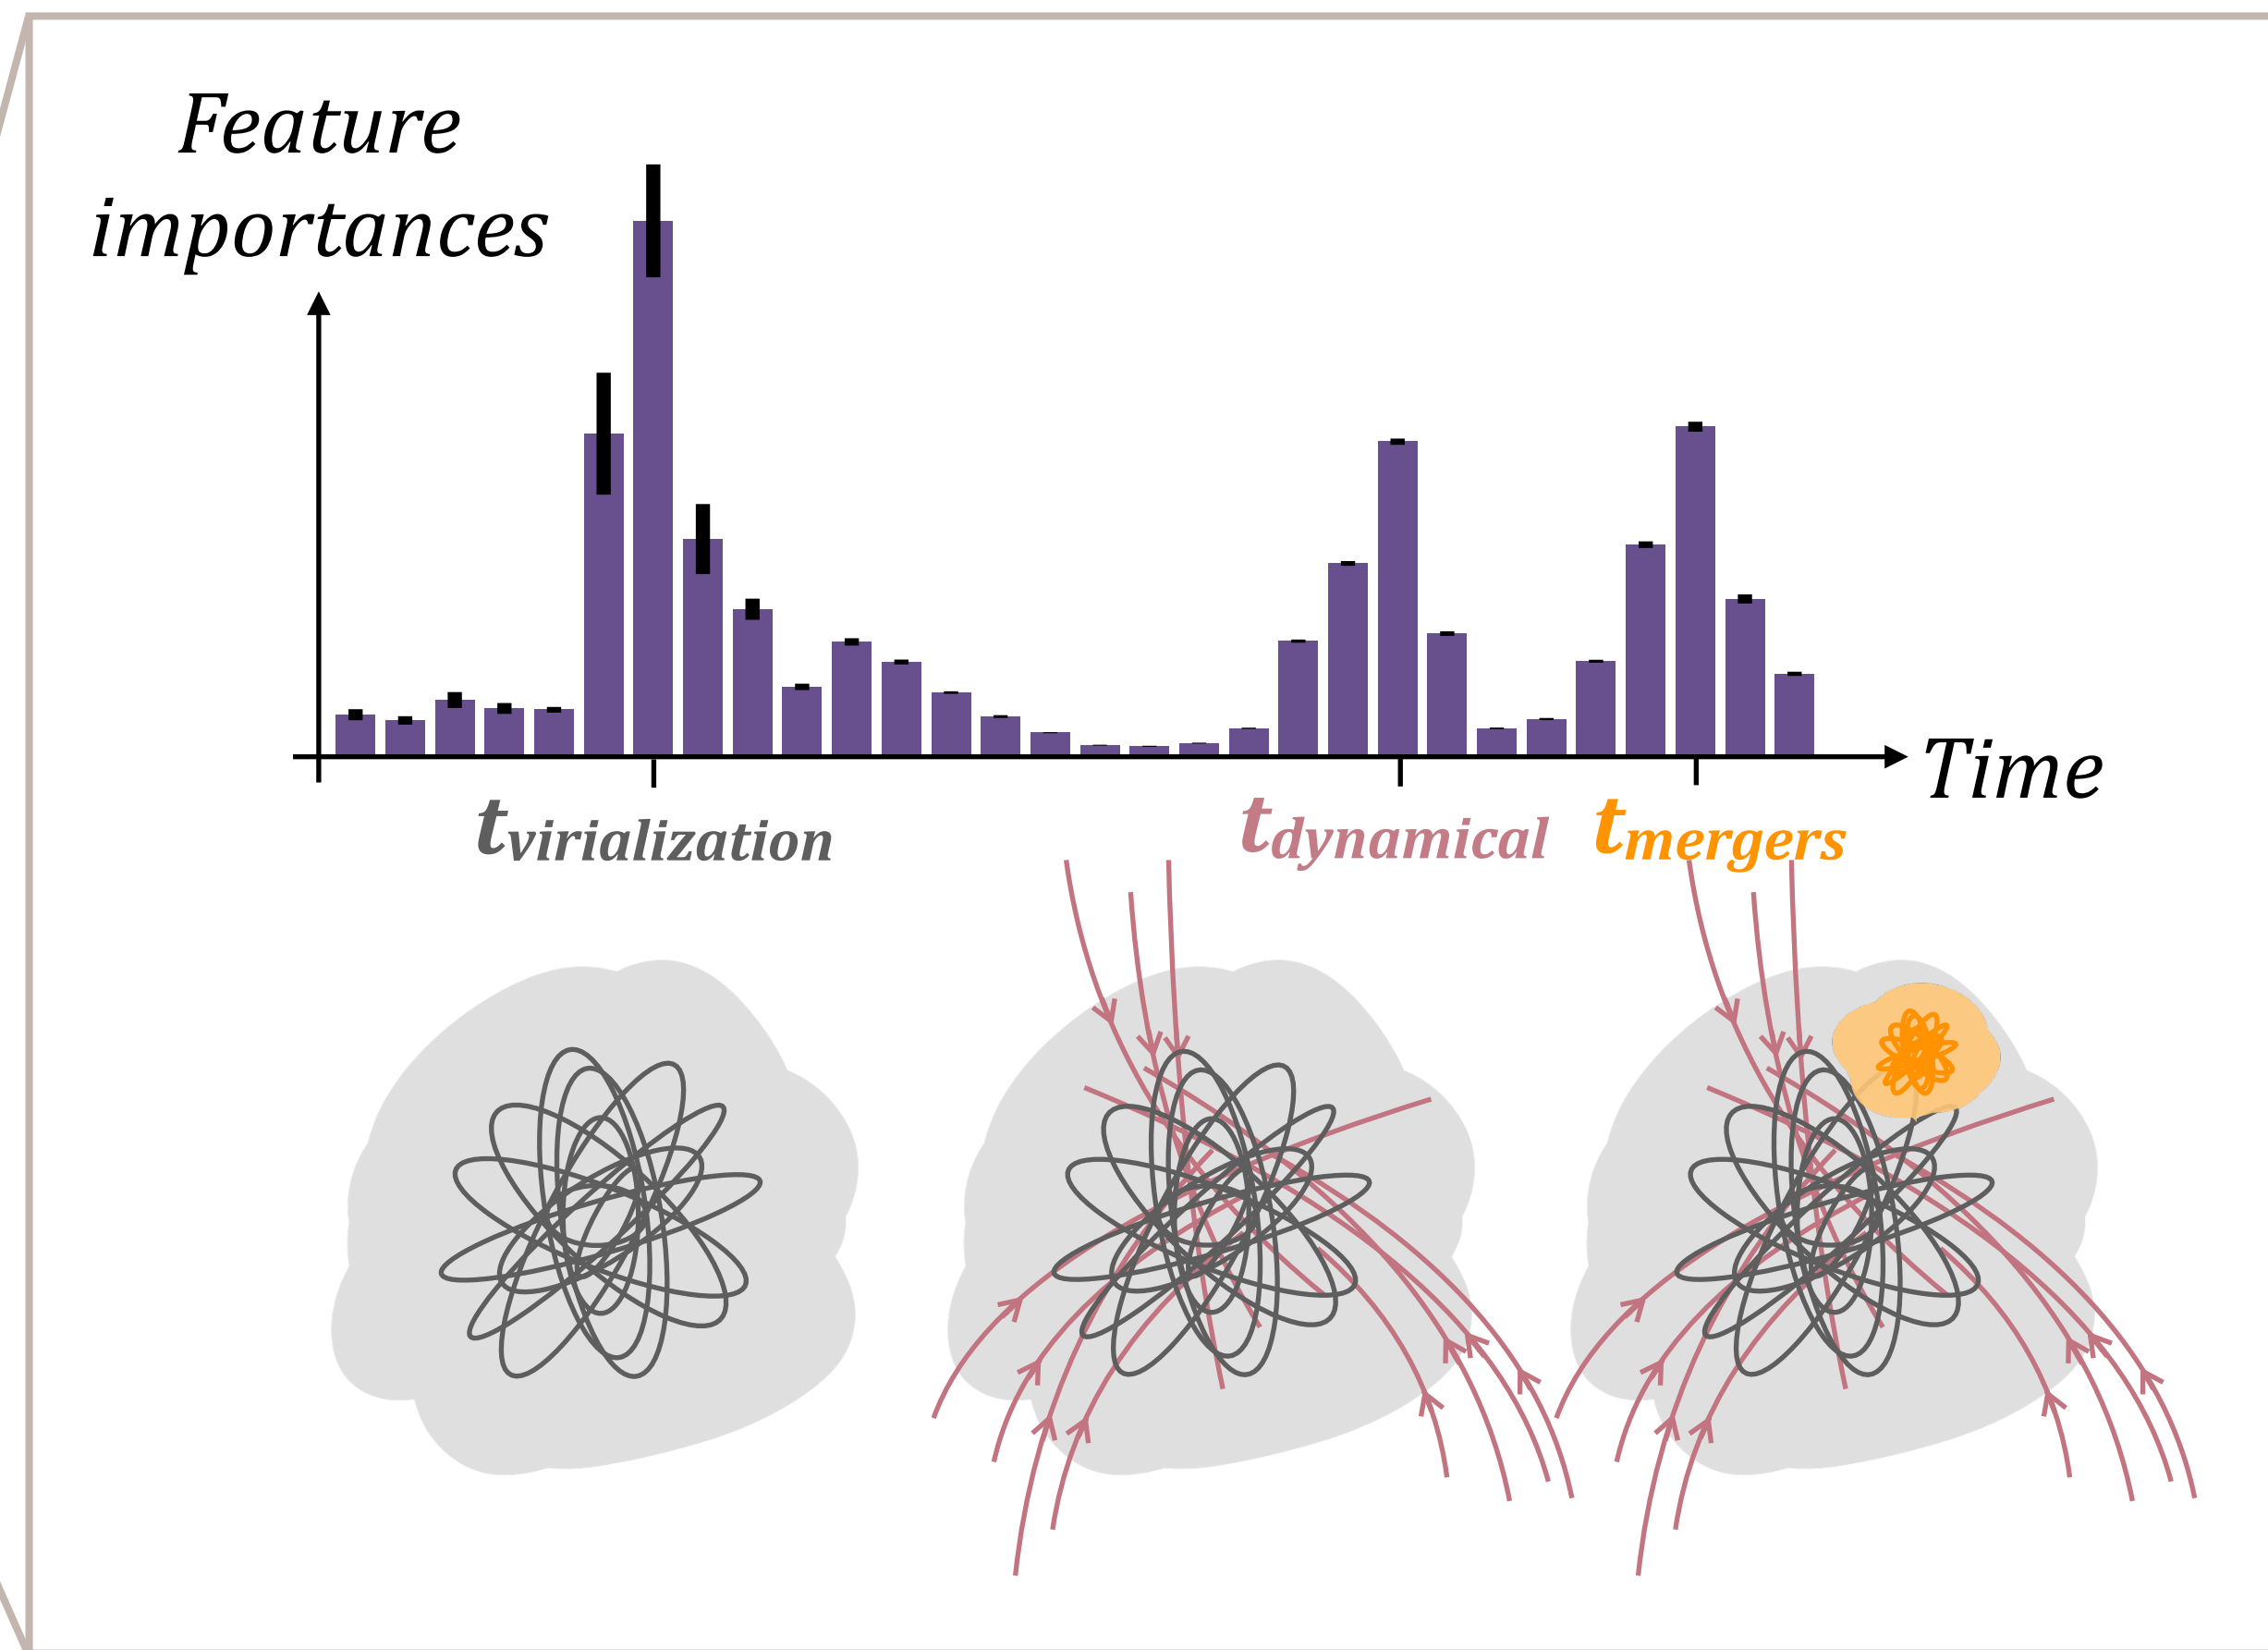 Feature
importances
Time
tvirialization
tdynamical
tmergers